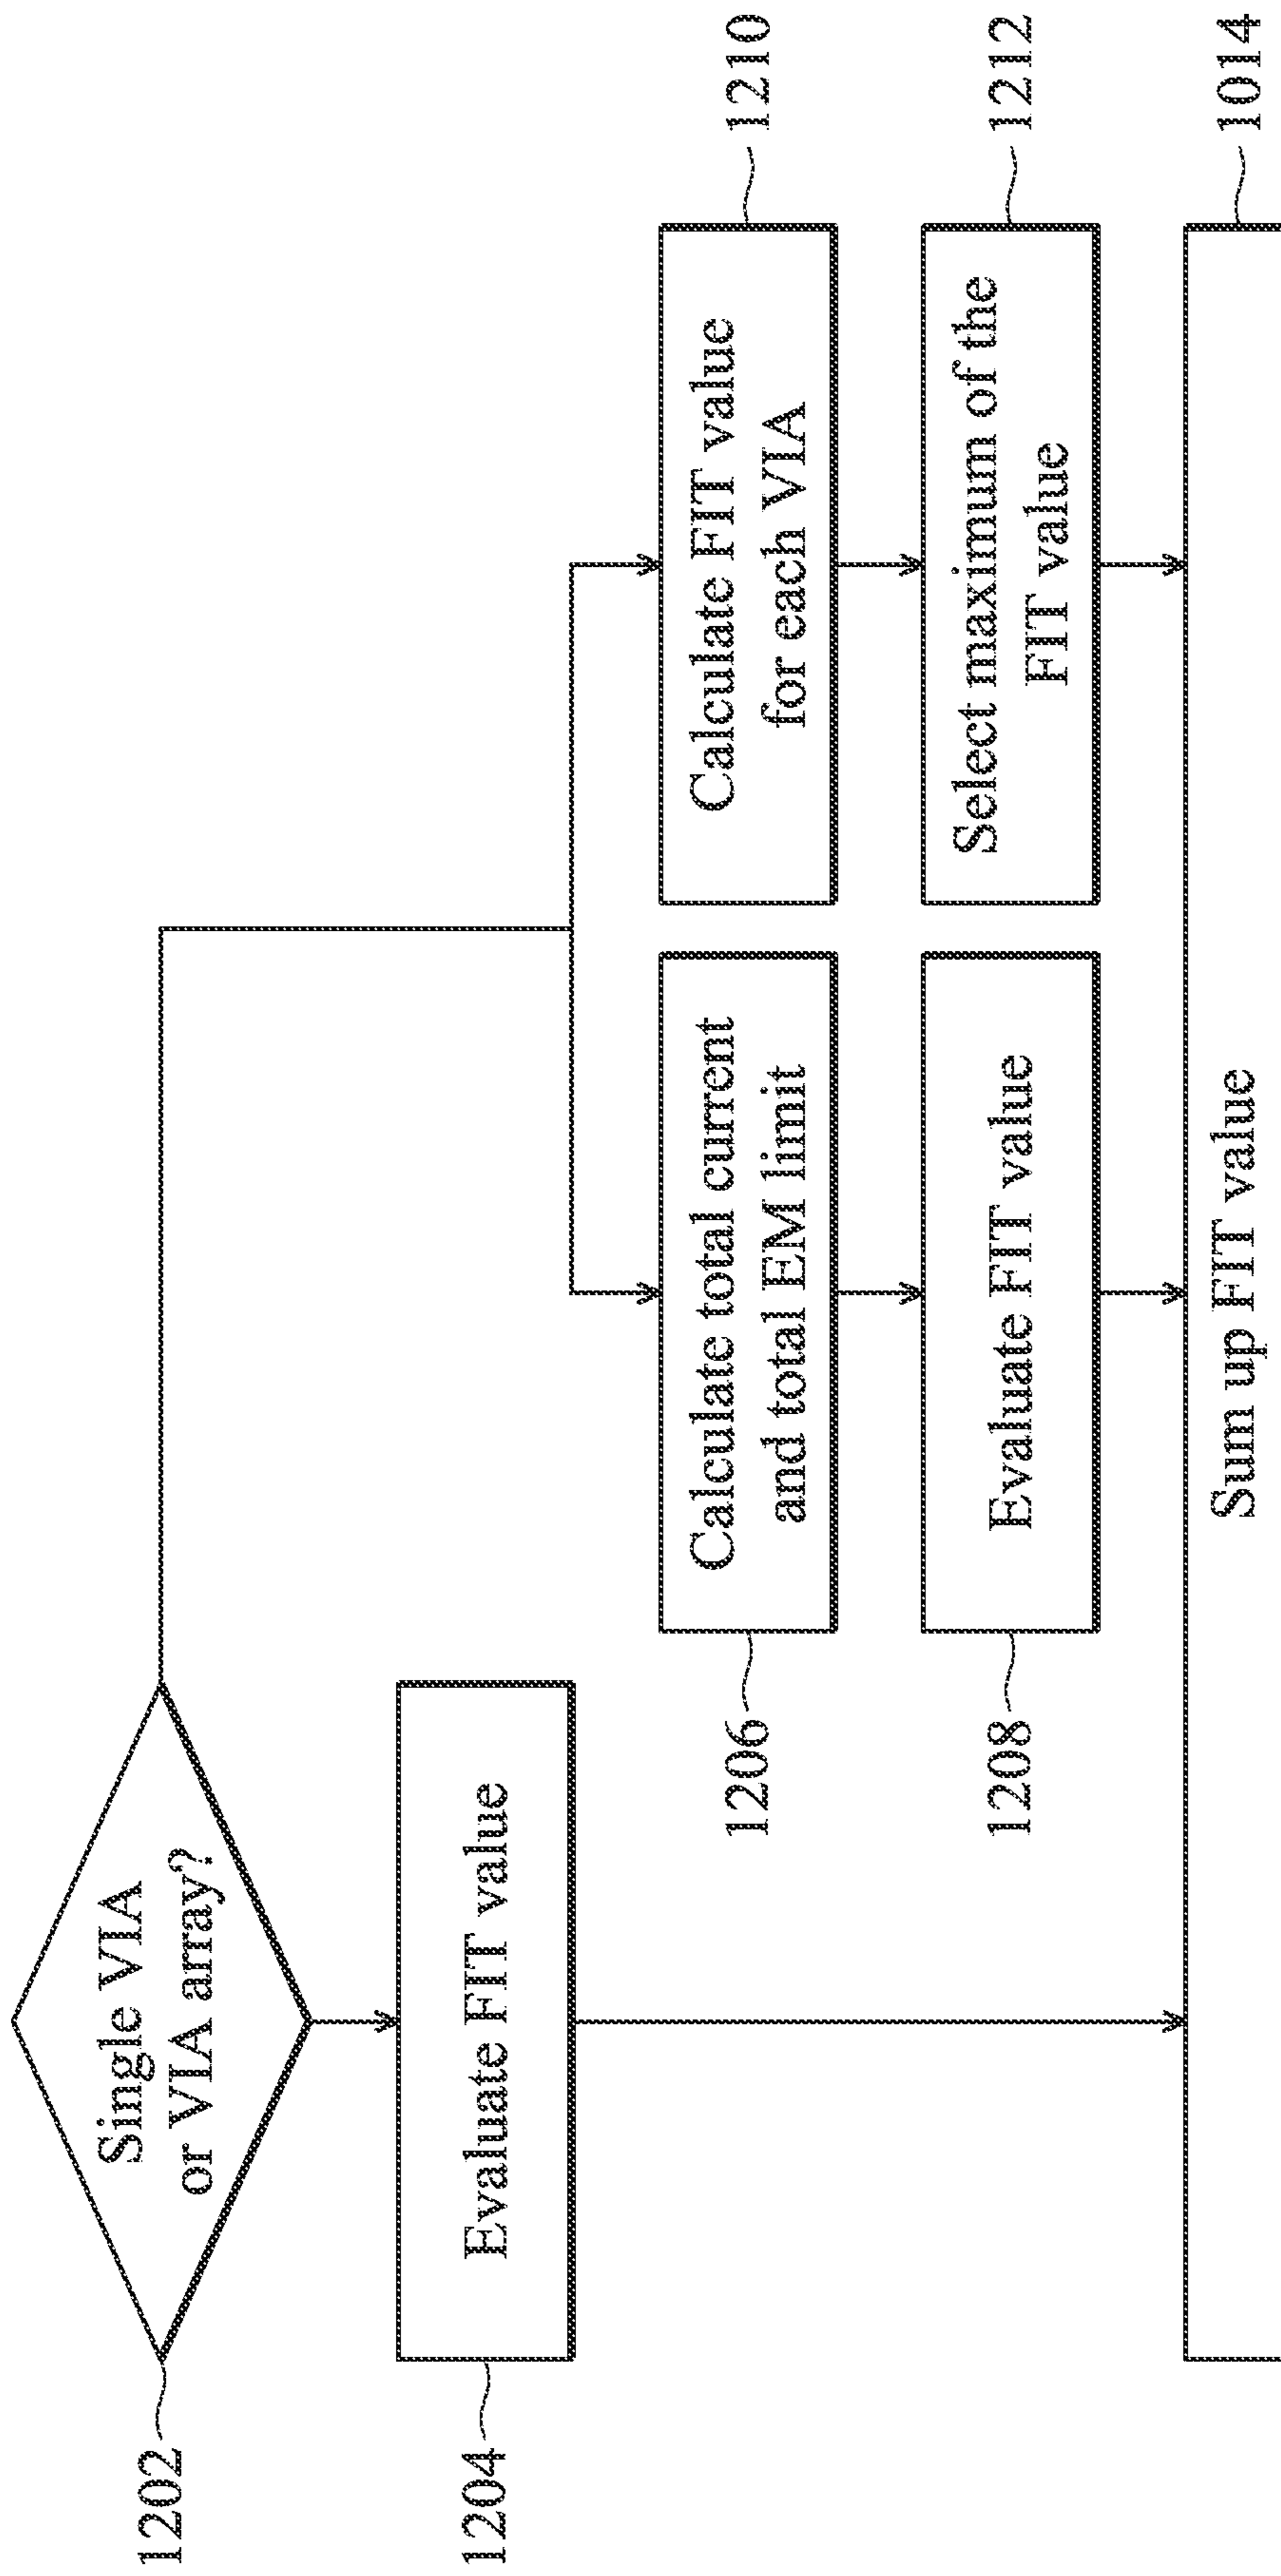 1202
Single VIA
or VIA array?
1204
Evaluate FIT value
1206
Calculate total current
and total EM limit
1210
Calculate FIT value
for each VIA
1208
Evaluate FIT value
1212
Select maximum of the
FIT value
Sum up FIT value
1014